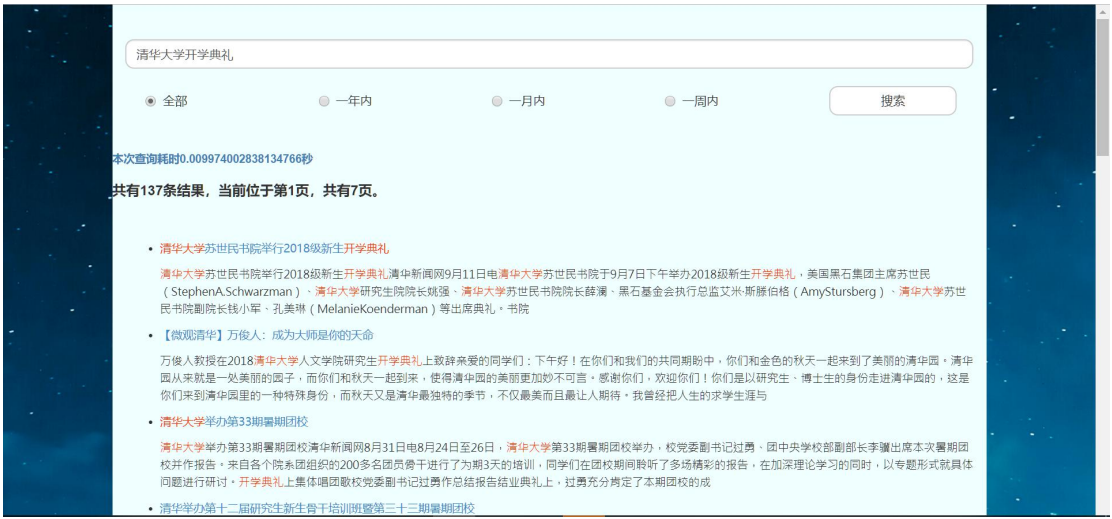 清华大学开学典礼
全部 一年内 一月内 一周内 搜索
本次查询耗时0.009974002838134766秒
共有137条结果，当前位于第1页，共有7页。
清华大学苏世民书院举行2018级新生开学典礼
清华大学苏世民书院举行2018级新生开学典礼清华新闻网9月11日电清华大学苏世民书院于9月7日下午举办2018级新生开学典礼，美国黑石集团主席苏世民
（StephenA.Schwarzman）、清华大学研究生院院长姚强、清华大学苏世民书院院长薛澜、黑石基金会执行总监艾米·斯滕伯格（AmyStursberg）、清华大学苏世
民书院副院长钱小军、孔美琳（MelanieKoenderman）等出席典礼。书院
【微观清华】万俊人：成为大师是你的天命
万俊人教授在2018清华大学人文学院研究生开学典礼上致辞亲爱的同学们：下午好！在你们和我们的共同期盼中，你们和金色的秋天一起来到了美丽的清华园。清华
园从来就是一处美丽的园子，而你们和秋天一起到来，使得清华园的美丽更加妙不可言。感谢你们，欢迎你们！你们是以研究生、博士生的身份走进清华园的，这是
你们来到清华园里的一种特殊身份，而秋天又是清华最独特的季节，不仅最美而且最让人期待。我曾经把人生的求学生涯与
清华大学举办第33期暑期团校
清华大学举办第33期暑期团校清华新闻网8月31日电8月24日至26日，清华大学第33期暑期团校举办，校党委副书记过勇、团中央学校部副部长李骥出席本次暑期团
校并作报告。来自各个院系团组织的200多名团员骨干进行了为期3天的培训，同学们在团校期间聆听了多场精彩的报告，在加深理论学习的同时，以专题形式就具体
问题进行研讨。开学典礼上集体唱团歌校党委副书记过勇作总结报告结业典礼上，过勇充分肯定了本期团校的成
清华举办第十二届研究生新生骨干培训班暨第三十三期暑期团校